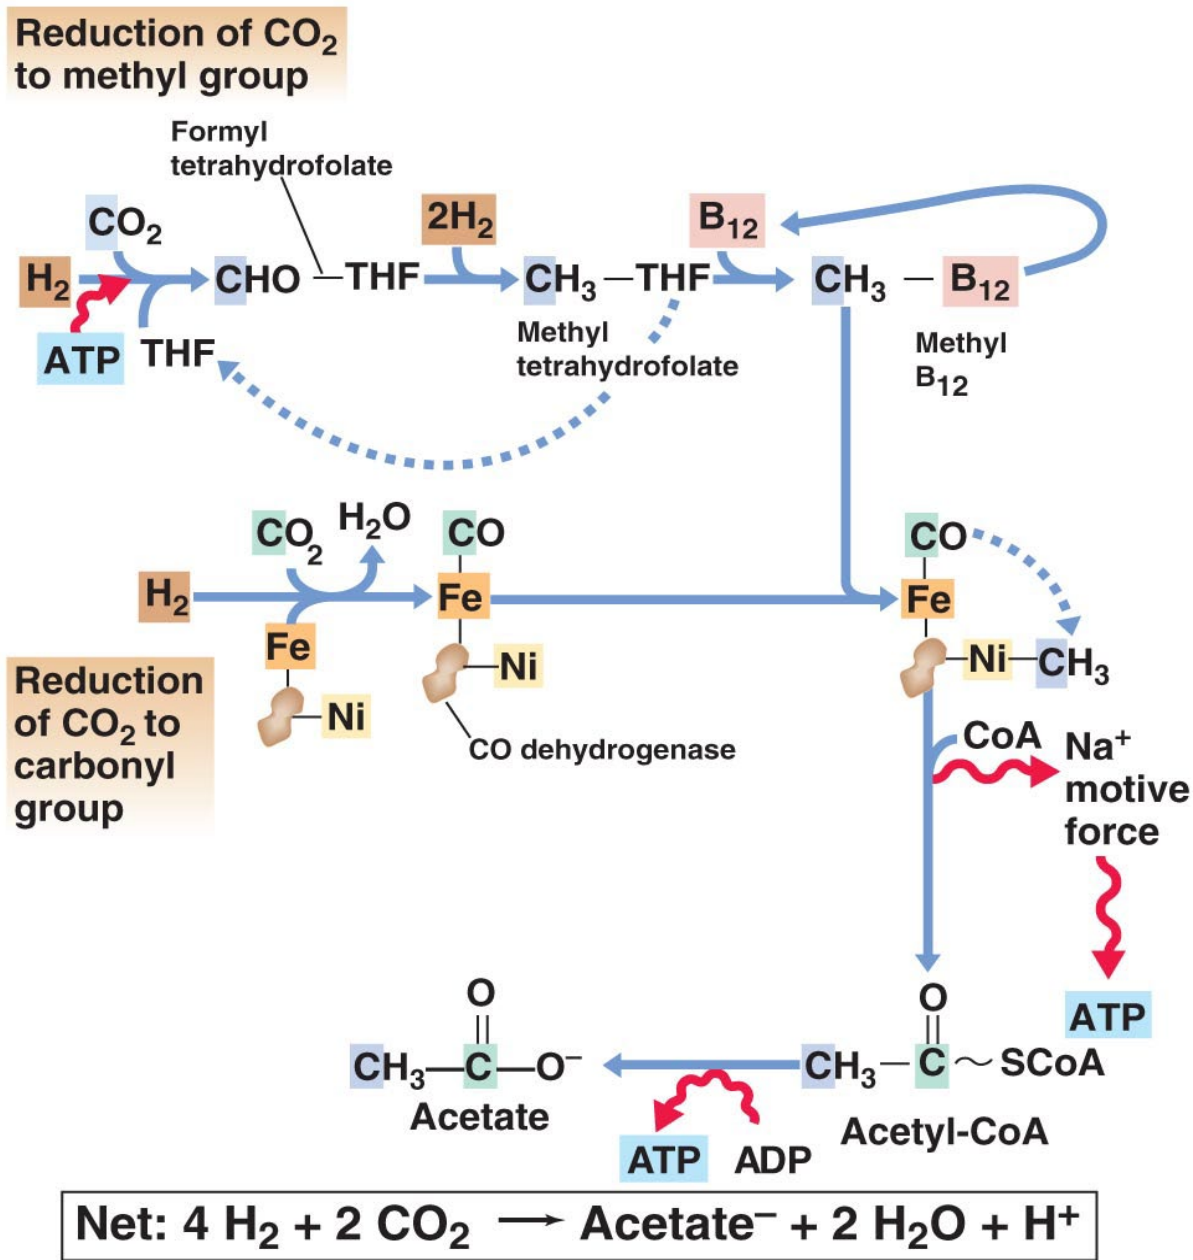 Reduction of CO₂
to methyl group
Formyl
tetrahydrofolate
CO₂
H₂
ATP
THF
CHO — THF
2H₂
CH₃ — THF
Methyl
tetrahydrofolate
B₁₂
CH₃ — B₁₂
Methyl
B₁₂
Reduction
of CO₂ to
carbonyl
group
H₂
CO₂
H₂O
Fe
Ni
CO
Fe
Ni
CO dehydrogenase
CO
Fe
Ni—CH₃
CoA
Na⁺
motive
force
ATP
O
CH₃—C~SCoA
Acetyl-CoA
ADP
ATP
O
CH₃—C—O⁻
Acetate
Net: 4 H₂ + 2 CO₂ → Acetate⁻ + 2 H₂O + H⁺